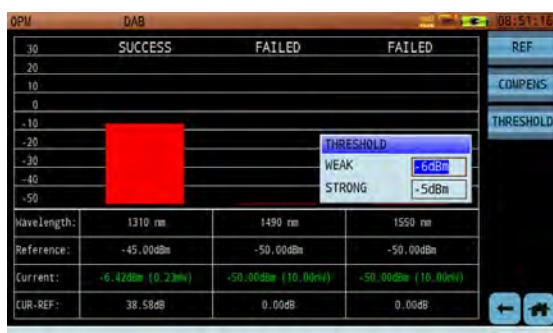 OPM DAB 08:51:16
SUCCESS FAILED FAILED
REF
COMPENS
THRESHOLD
30
20
10
0
-10
-20
-30
-40
-50
THRESHOLD
WEAK -6dBm
STRONG -5dBm
Wavelength: 1310 nm 1490 nm 1550 nm
Reference: -45.00dBm -50.00dBm -50.00dBm
Current: -6.42dBm (0.23mW) -50.00dBm (10.00nW) -50.00dBm (10.00nW)
CUR-REF: 38.58dB 0.00dB 0.00dB